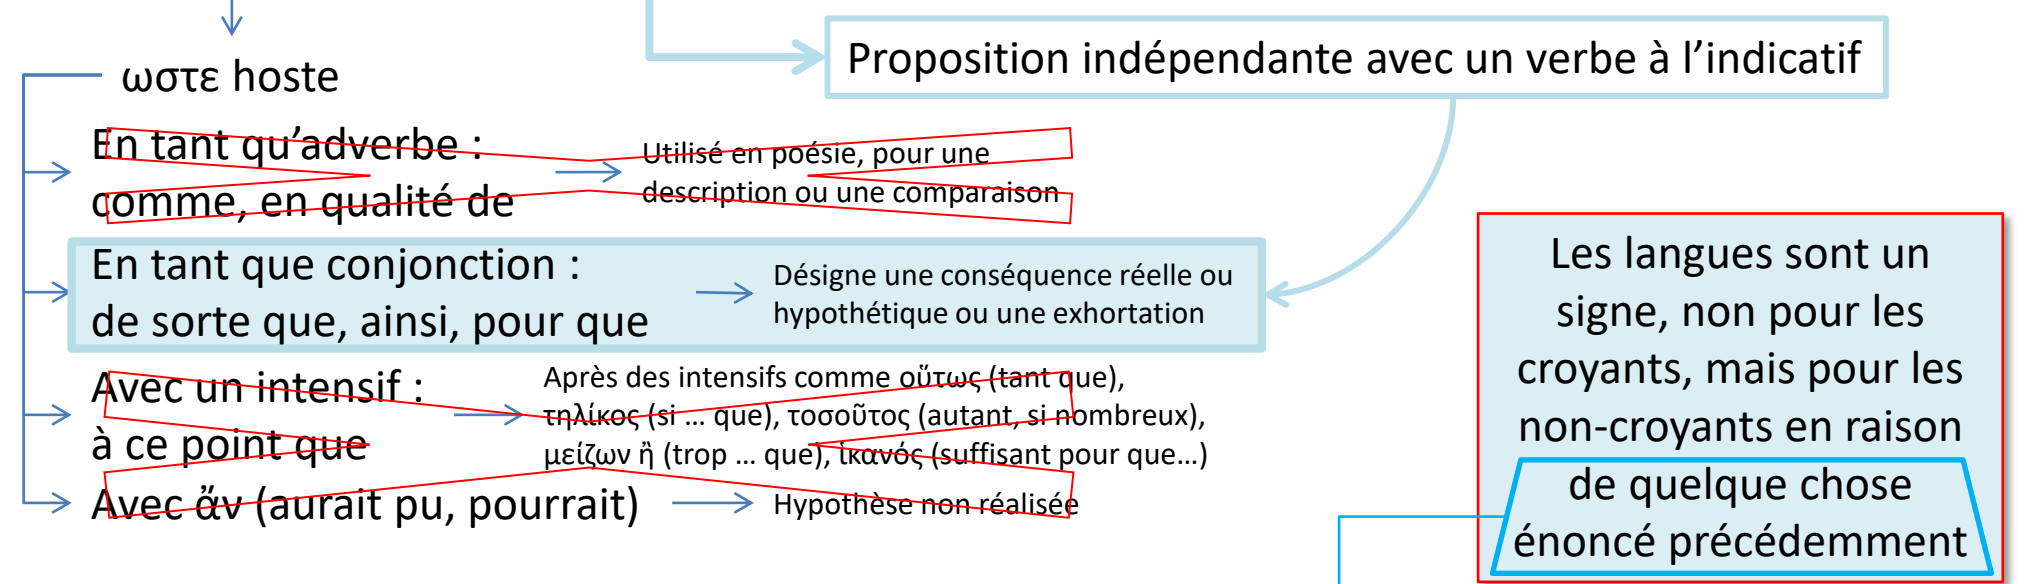 Proposition indépendante avec un verbe à l’indicatif
ωστε hoste
En tant qu’adverbe :
comme, en qualité de
Utilisé en poésie, pour une
description ou une comparaison
En tant que conjonction :
de sorte que, ainsi, pour que
Désigne une conséquence réelle ou
hypothétique ou une exhortation
Avec un intensif :
à ce point que
Après des intensifs comme οὕτως (tant que),
τηλίκος (si … que), τοσοῦτος (autant, si nombreux),
μείζων ἢ (trop … que), ἱκανός (suffisant pour que…)
Avec ἄν (aurait pu, pourrait)
Hypothèse non réalisée
Les langues sont un
signe, non pour les
croyants, mais pour les
non-croyants en raison
de quelque chose
énoncé précédemment